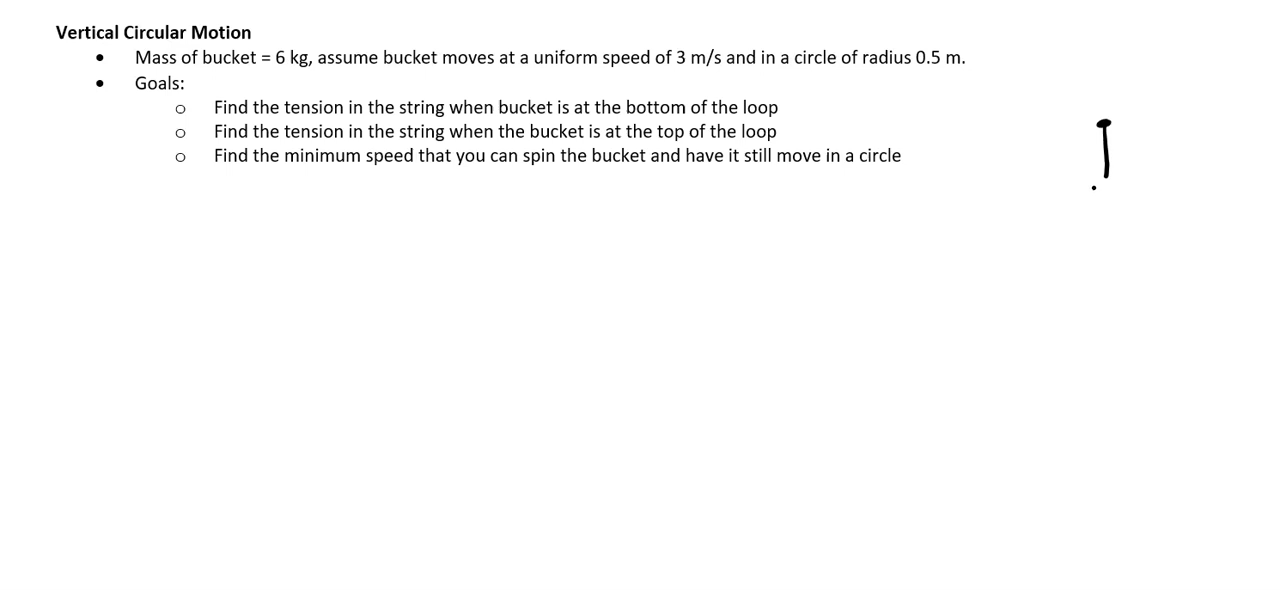 Vertical Circular Motion
• Mass of bucket = 6 kg, assume bucket moves at a uniform speed of 3 m/s and in a circle of radius 0.5 m.
• Goals:
o Find the tension in the string when bucket is at the bottom of the loop
o Find the tension in the string when the bucket is at the top of the loop
o Find the minimum speed that you can spin the bucket and have it still move in a circle